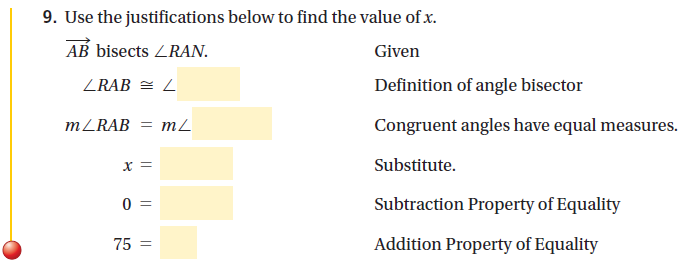 9. Use the justifications below to find the value of x.
AB bisects ∠RAN. Given
∠RAB ≅ ∠ Definition of angle bisector
m∠RAB = m∠ Congruent angles have equal measures.
x = Substitute.
0 = Subtraction Property of Equality
75 = Addition Property of Equality